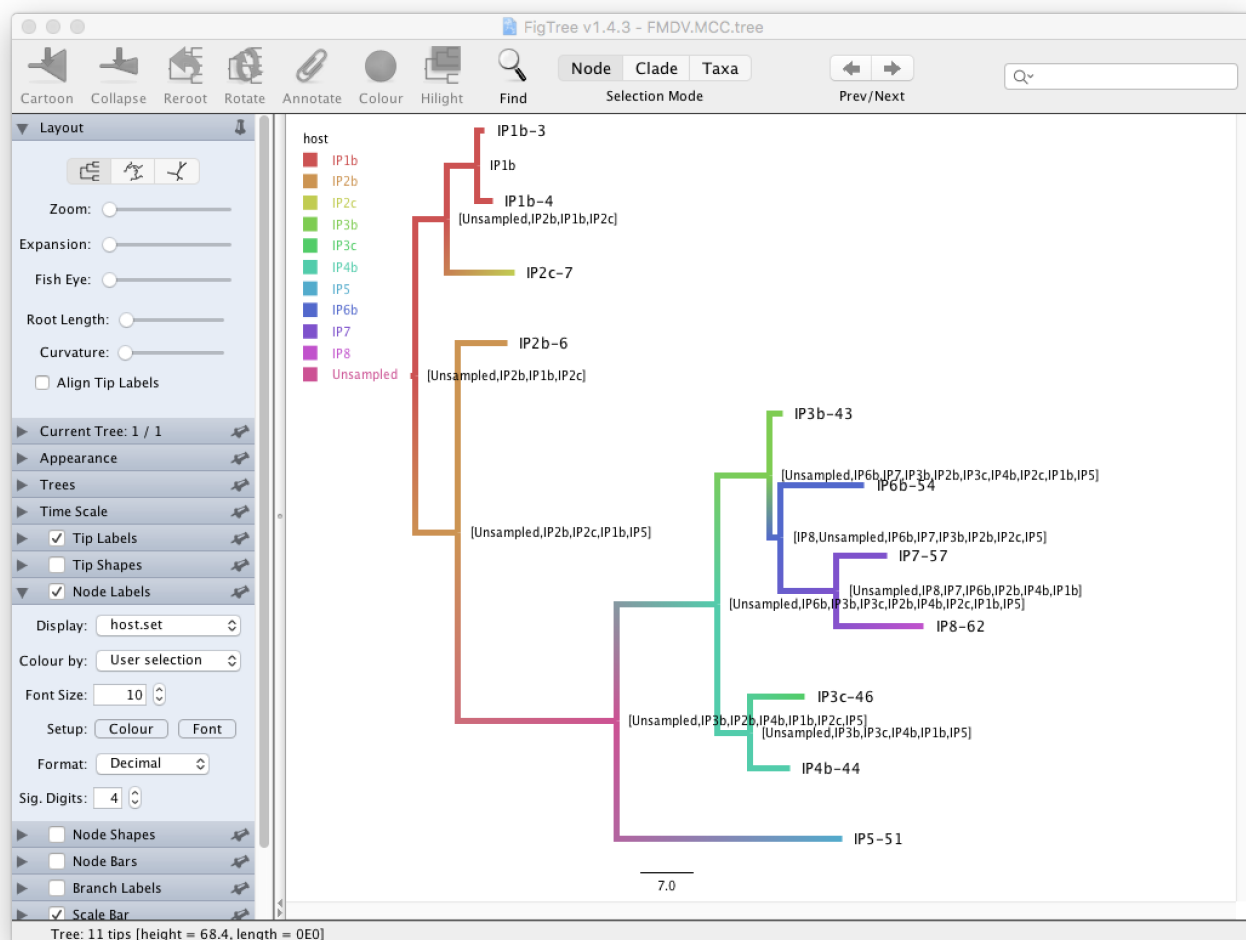 FigTree v1.4.3 - FMDV.MCC.tree
Cartoon Collapse Reroot Rotate Annotate Colour Hilight Find
Node Clade Taxa
Selection Mode
Prev/Next
Layout
Zoom:
Expansion:
Fish Eye:
Root Length:
Curvature:
Align Tip Labels
Current Tree: 1 / 1
Appearance
Trees
Time Scale
Tip Labels
Tip Shapes
Node Labels
Display: host.set
Colour by: User selection
Font Size: 10
Setup: Colour Font
Format: Decimal
Sig. Digits: 4
Node Shapes
Node Bars
Branch Labels
Scale Bar
host
IP1b
IP2b
IP2c
IP3b
IP3c
IP4b
IP5
IP6b
IP7
IP8
Unsampled
IP1b-3
IP1b
IP1b-4
[Unsampled,IP2b,IP1b,IP2c]
IP2c-7
IP2b-6
[Unsampled,IP2b,IP1b,IP2c]
IP3b-43
[Unsampled,IP6b,IP7,IP3b,IP2b,IP3c,IP4b,IP2c,IP1b,IP5]
IP6b-54
[Unsampled,IP2b,IP2c,IP1b,IP5]
[IP8,Unsampled,IP6b,IP7,IP3b,IP2b,IP2c,IP5]
IP7-57
[Unsampled,IP8,IP7,IP6b,IP2b,IP4b,IP1b]
[Unsampled,IP6b,IP3b,IP3c,IP2b,IP4b,IP2c,IP1b,IP5]
IP8-62
IP3c-46
[Unsampled,IP3b,IP2b,IP4b,IP1b,IP2c,IP5]
[Unsampled,IP3b,IP3c,IP4b,IP1b,IP5]
IP4b-44
IP5-51
7.0
Tree: 11 tips [height = 68.4, length = 0E0]